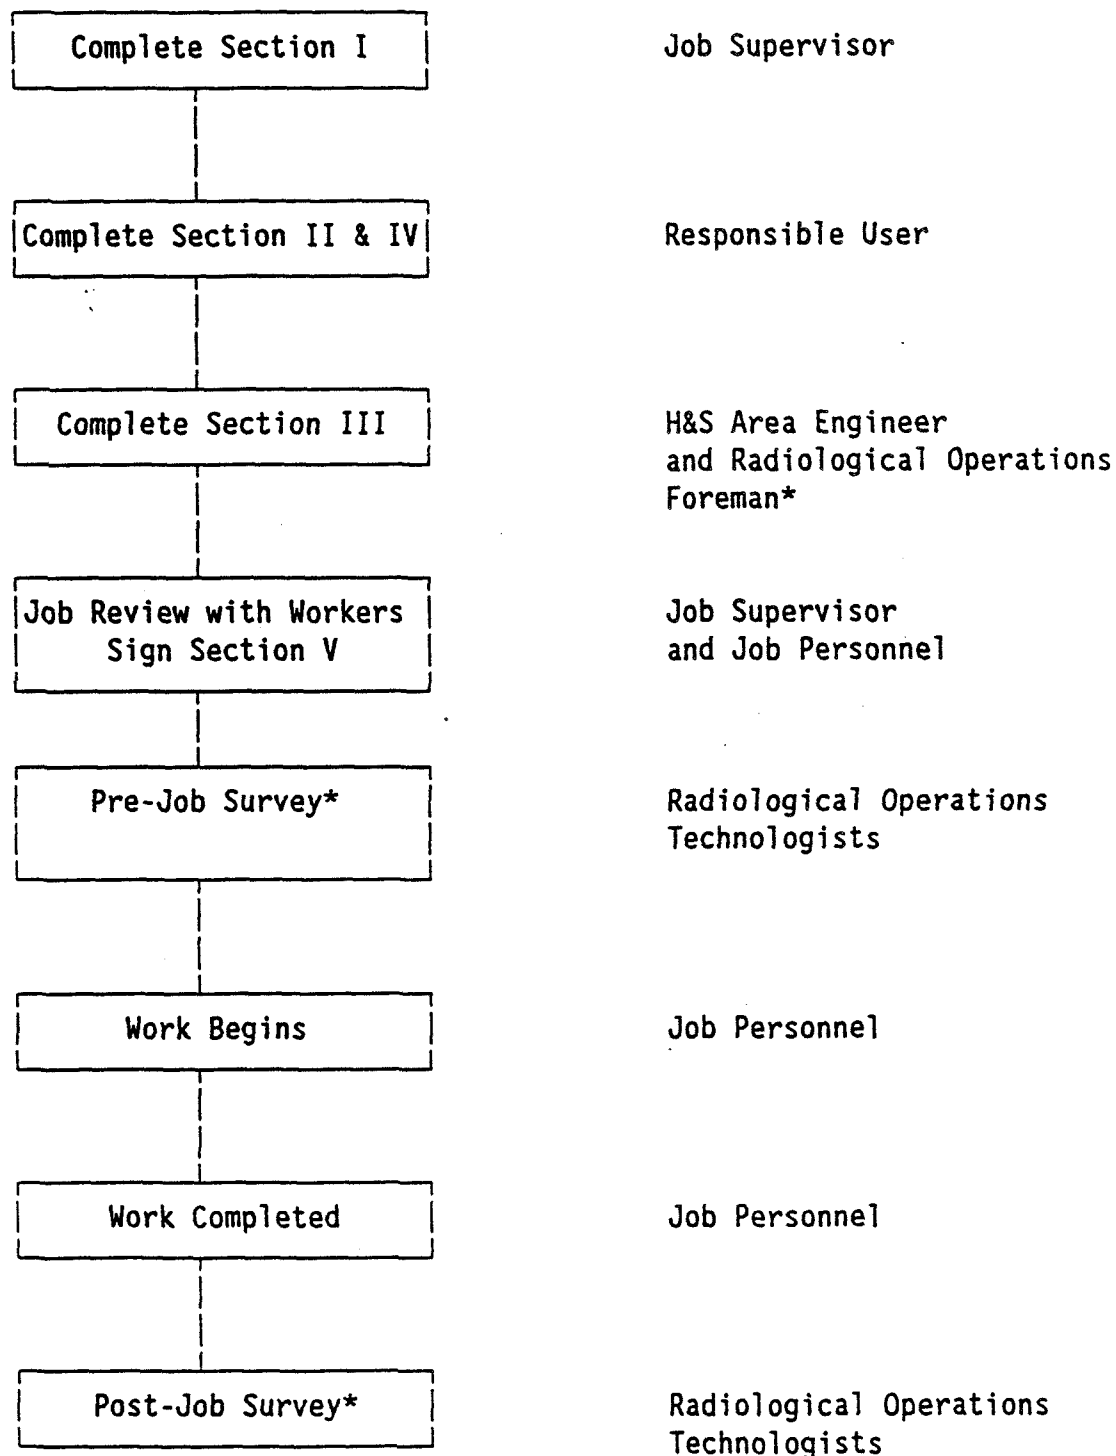 Complete Section I
Job Supervisor
Complete Section II & IV
Responsible User
Complete Section III
H&S Area Engineer
and Radiological Operations
Foreman*
Job Review with Workers
Sign Section V
Job Supervisor
and Job Personnel
Pre-Job Survey*
Radiological Operations
Technologists
Work Begins
Job Personnel
Work Completed
Job Personnel
Post-Job Survey*
Radiological Operations
Technologists